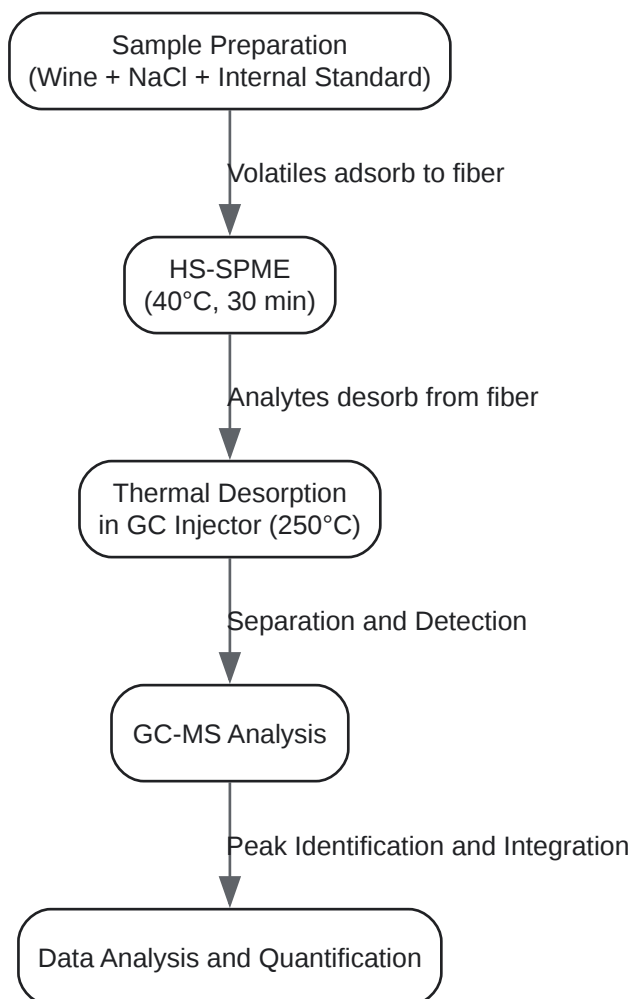 Sample Preparation
(Wine + NaCl + Internal Standard)
Volatiles adsorb to fiber
HS-SPME
(40°C, 30 min)
Analytes desorb from fiber
Thermal Desorption
in GC Injector (250°C)
Separation and Detection
GC-MS Analysis
Peak Identification and Integration
Data Analysis and Quantification